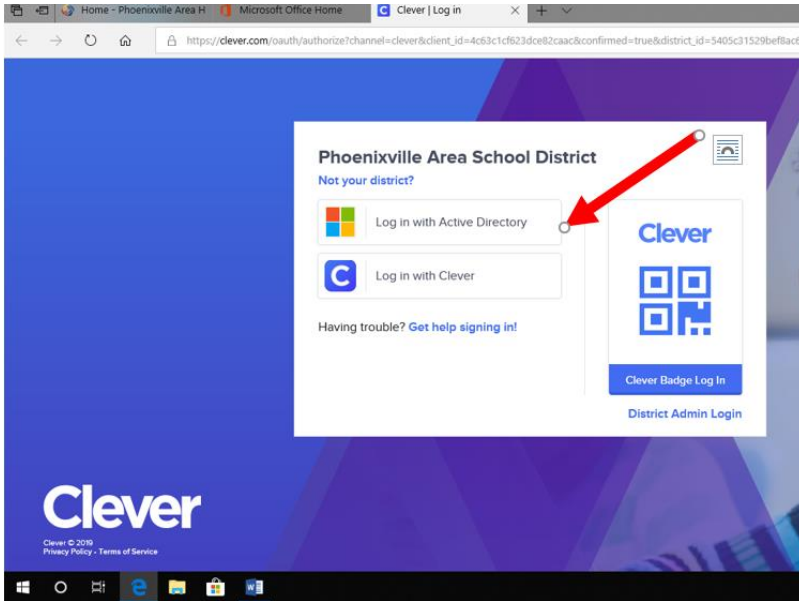 Home - Phoenixville Area H
Microsoft Office Home
Clever | Log in
https://clever.com/oauth/authorize?channel=clever&client_id=4c63c1cf623dce82caac&confirmed=true&district_id=5405c31529bef8ac6
Phoenixville Area School District
Not your district?
Log in with Active Directory
C
Log in with Clever
Having trouble? Get help signing in!
Clever
Clever Badge Log In
District Admin Login
Clever
Clever © 2019
Privacy Policy - Terms of Service